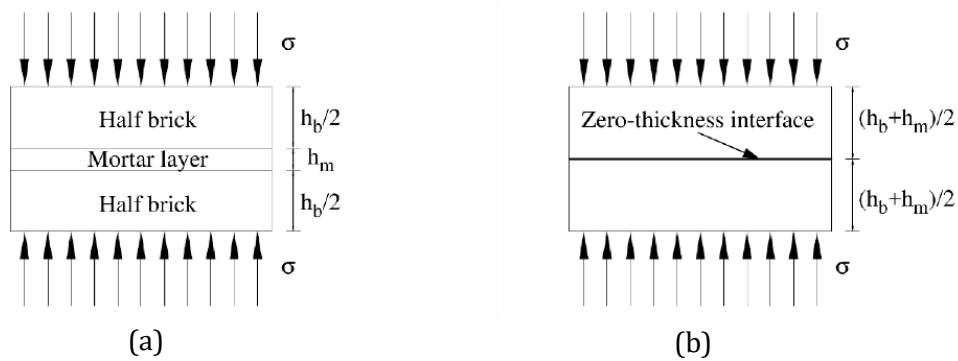 σ
Half brick
h_b/2
Mortar layer
h_m
Half brick
h_b/2
σ
(a)
σ
Zero-thickness interface
(h_b+h_m)/2
(h_b+h_m)/2
σ
(b)